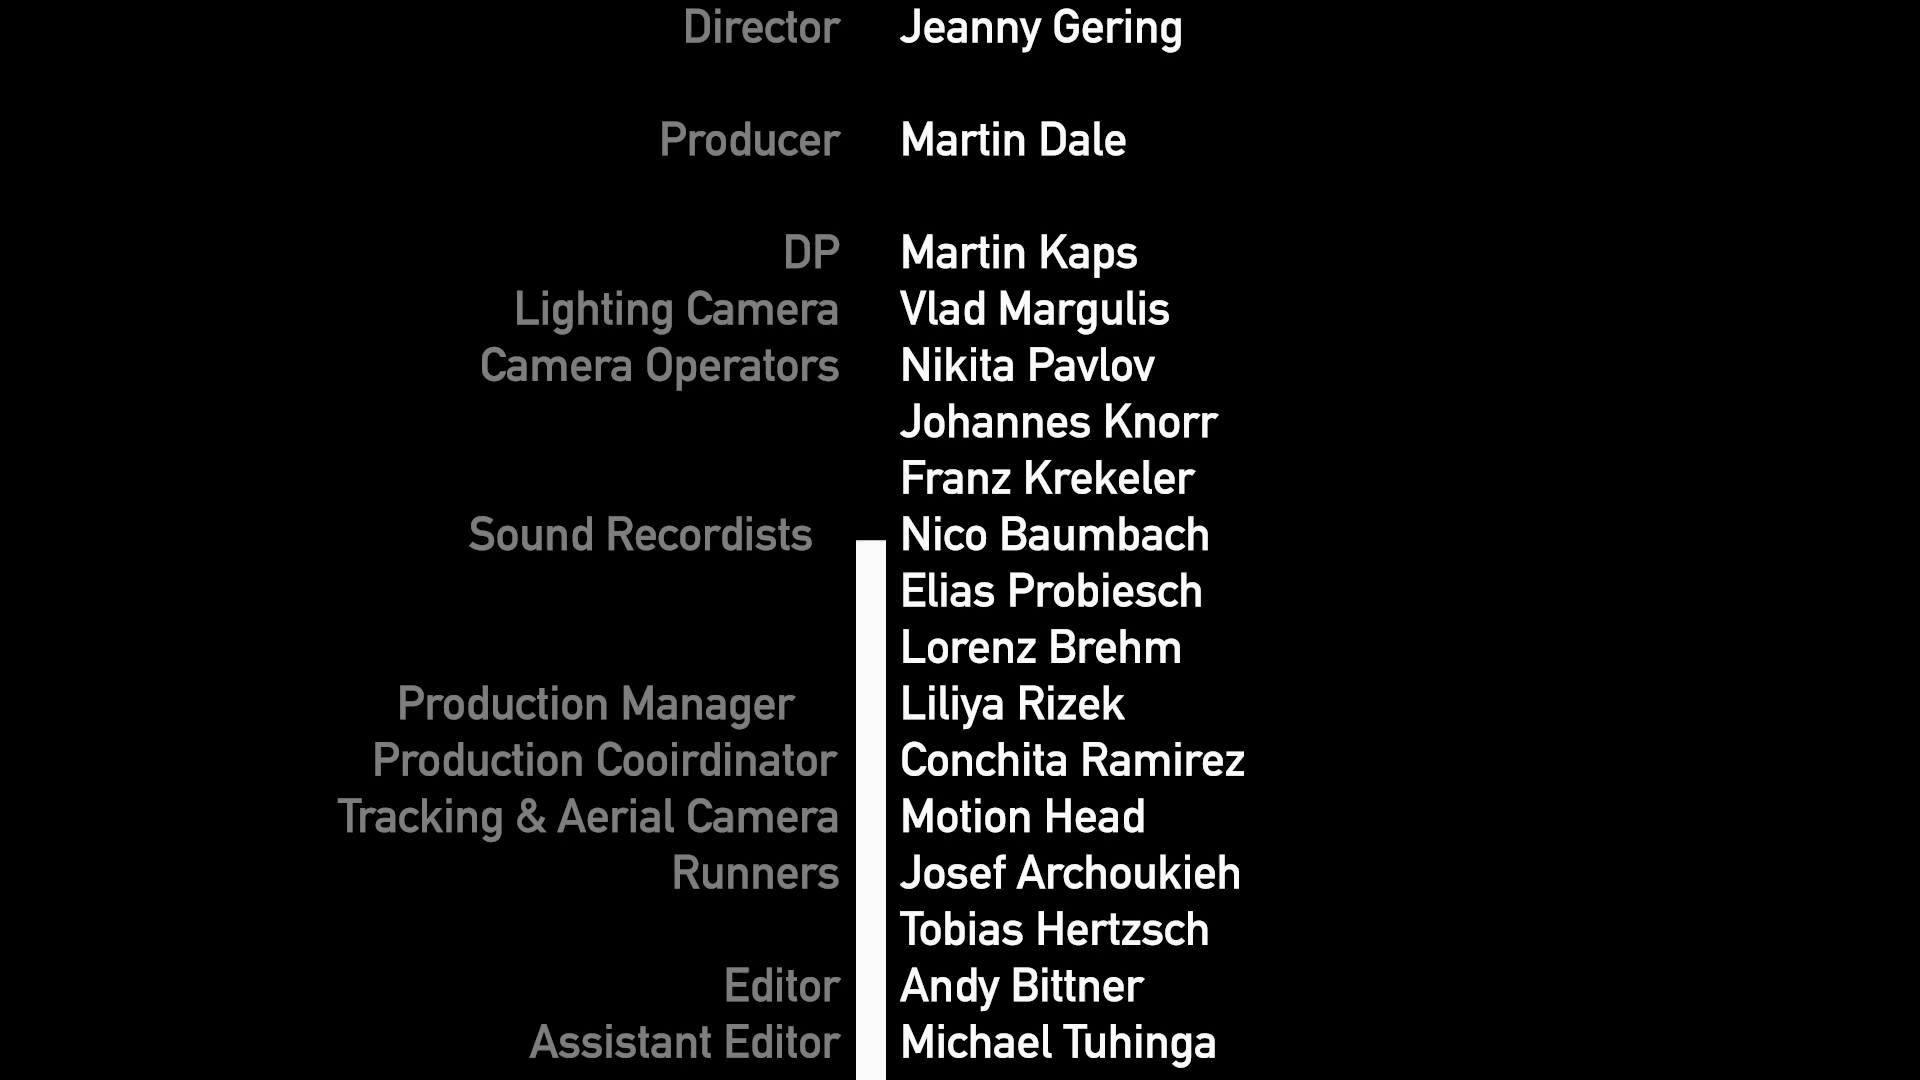 Director Jeanny Gering
Producer Martin Dale
DP Martin Kaps
Lighting Camera Vlad Margulis
Camera Operators Nikita Pavlov
Johannes Knorr
Franz Krekeler
Sound Recordists Nico Baumbach
Elias Probiesch
Lorenz Brehm
Production Manager Liliya Rizek
Production Cooirdinator Conchita Ramirez
Tracking & Aerial Camera Motion Head
Runners Josef Archoukieh
Tobias Hertzsch
Editor Andy Bittner
Assistant Editor Michael Tuhinga